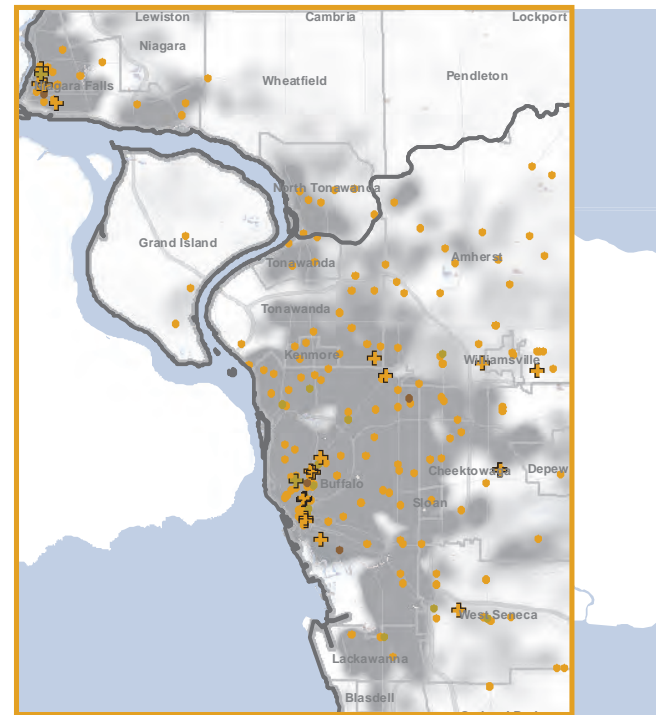 Lewiston
Cambria
Lockport
Niagara
Wheatfield
Pendleton
Niagara Falls
North Tonawanda
Grand Island
Amherst
Tonawanda
Tonawanda
Kenmore
Williamsville
Cheektowaga
Depew
Buffalo
Sloan
West Seneca
Lackawanna
Blasdell